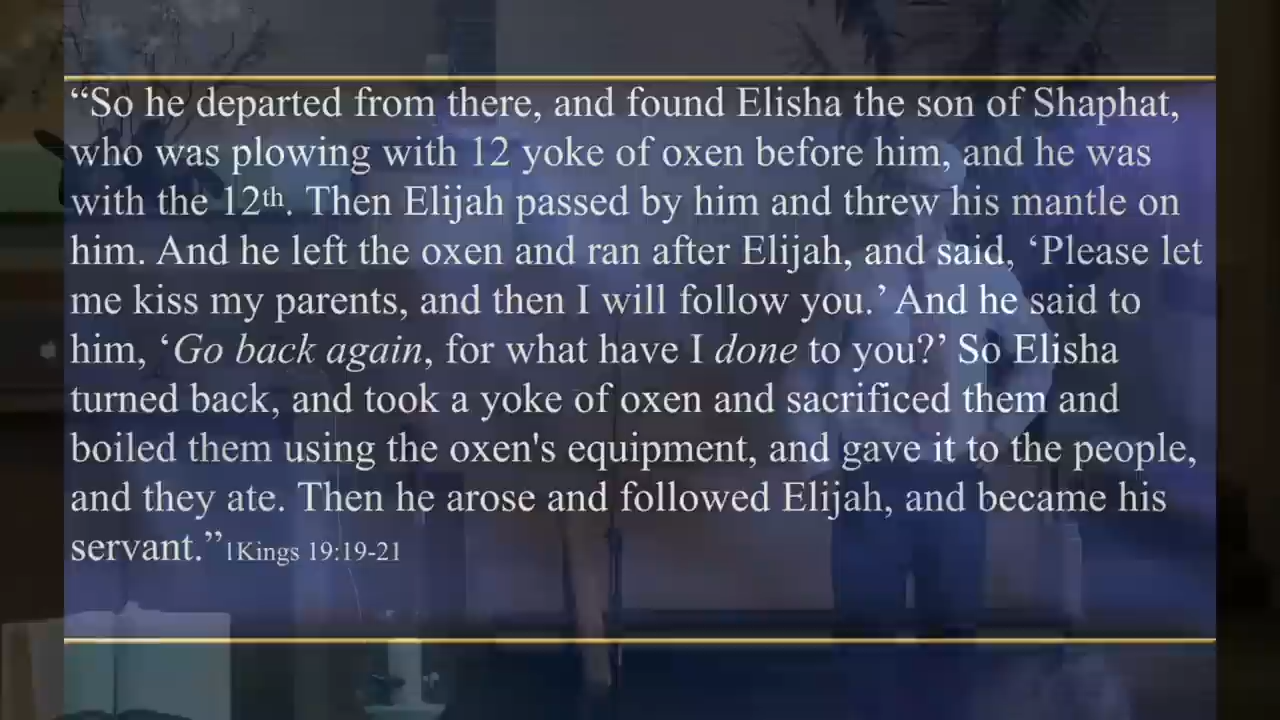 “So he departed from there, and found Elisha the son of Shaphat,
who was plowing with 12 yoke of oxen before him, and he was
with the 12th. Then Elijah passed by him and threw his mantle on
him. And he left the oxen and ran after Elijah, and said, ‘Please let
me kiss my parents, and then I will follow you.’ And he said to
him, ‘Go back again, for what have I done to you?’ So Elisha
turned back, and took a yoke of oxen and sacrificed them and
boiled them using the oxen's equipment, and gave it to the people,
and they ate. Then he arose and followed Elijah, and became his
servant.”1Kings 19:19-21